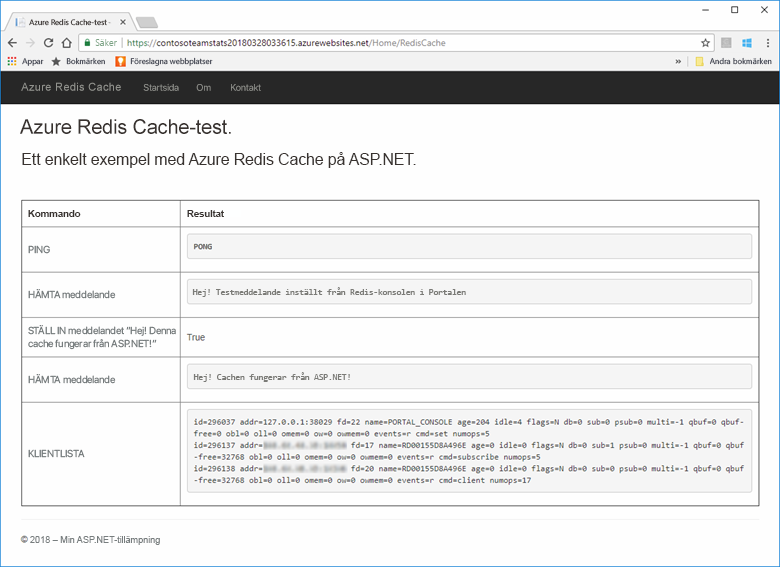 Azure Redis Cache-test -
Säker | https://contosoteamstats20180328033615.azurewebsites.net/Home/RedisCache
Appar Bokmärken Föreslagna webbplatser » Andra bokmärken
Azure Redis Cache Startsida Om Kontakt
Azure Redis Cache-test.
Ett enkelt exempel med Azure Redis Cache på ASP.NET.
Kommando Resultat
PING PONG
HÄMTA meddelande Hej! Testmeddelande inställt från Redis-konsolen i Portalen
STÄLL IN meddelandet "Hej! Denna
cache fungerar från ASP.NET!" True
HÄMTA meddelande Hej! Cachen fungerar från ASP.NET!
KLIENTLISTA
id=296037 addr=127.0.0.1:38029 fd=22 name=PORTAL_CONSOLE age=204 idle=4 flags=N db=0 sub=0 psub=0 multi=-1 qbuf=0 qbuf-
free=0 obl=0 oll=0 omem=0 ow=0 owmem=0 events=r cmd=set numops=5
id=296137 addr= fd=17 name=RD00155D8A496E age=0 idle=0 flags=N db=0 sub=1 psub=0 multi=-1 qbuf=0 qbuf
-free=32768 obl=0 oll=0 omem=0 ow=0 owmem=0 events=r cmd=subscribe numops=5
id=296138 addr= fd=20 name=RD00155D8A496E age=0 idle=0 flags=N db=0 sub=0 psub=0 multi=-1 qbuf=0 qbuf
-free=32768 obl=0 oll=0 omem=0 ow=0 owmem=0 events=r cmd=client numops=17
© 2018 – Min ASP.NET-tillämpning